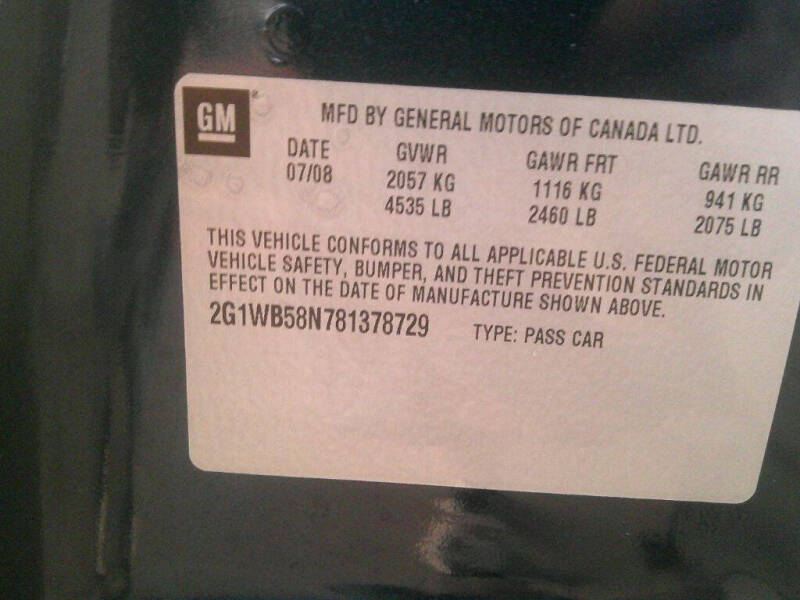 GM
MFD BY GENERAL MOTORS OF CANADA LTD.
DATE GVWR GAWR FRT GAWR RR
07/08 2057 KG 1116 KG 941 KG
4535 LB 2460 LB 2075 LB
THIS VEHICLE CONFORMS TO ALL APPLICABLE U.S. FEDERAL MOTOR
VEHICLE SAFETY, BUMPER, AND THEFT PREVENTION STANDARDS IN
EFFECT ON THE DATE OF MANUFACTURE SHOWN ABOVE.
2G1WB58N781378729 TYPE: PASS CAR